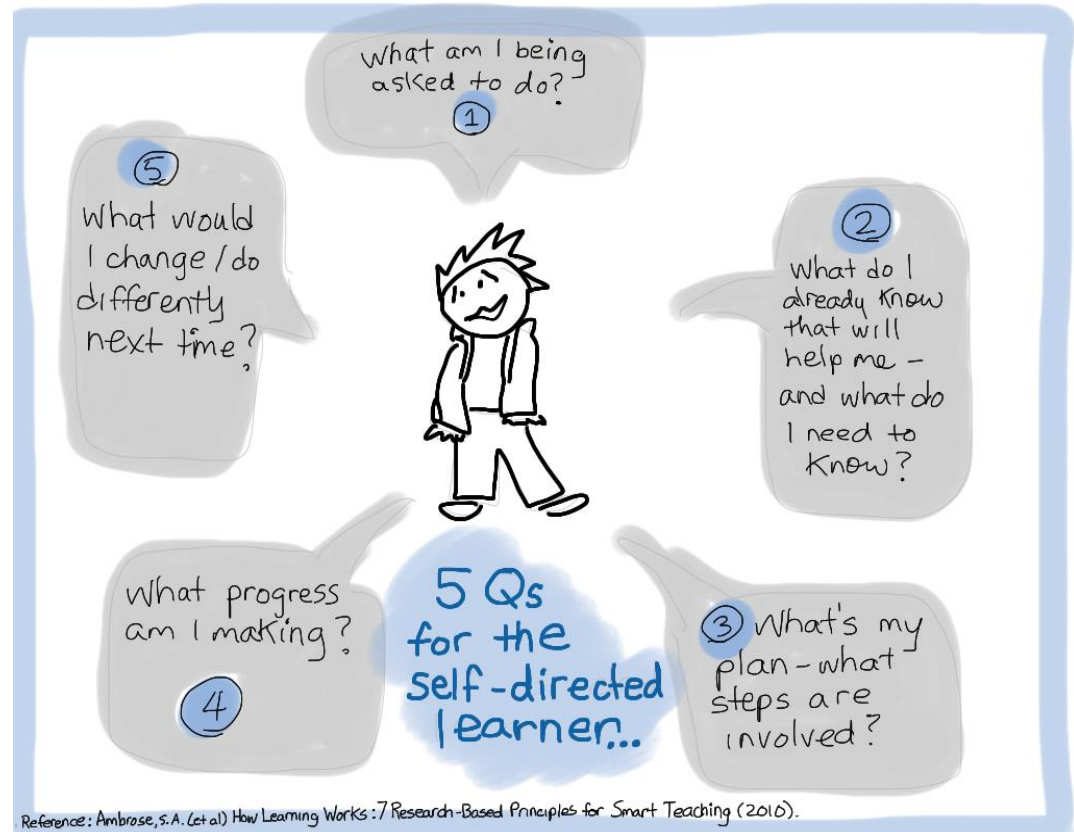 What am I being
asked to do?
1
2
What do I
already know
that will
help me –
and what do
I need to
know?
3 What's my
plan – what
steps are
involved?
What progress
am I making?
4
5
What would
I change / do
differently
next time?
5 Qs
for the
self-directed
learner...
Reference: Ambrose, S.A. (et al) How Learning Works: 7 Research-Based Principles for Smart Teaching (2010).